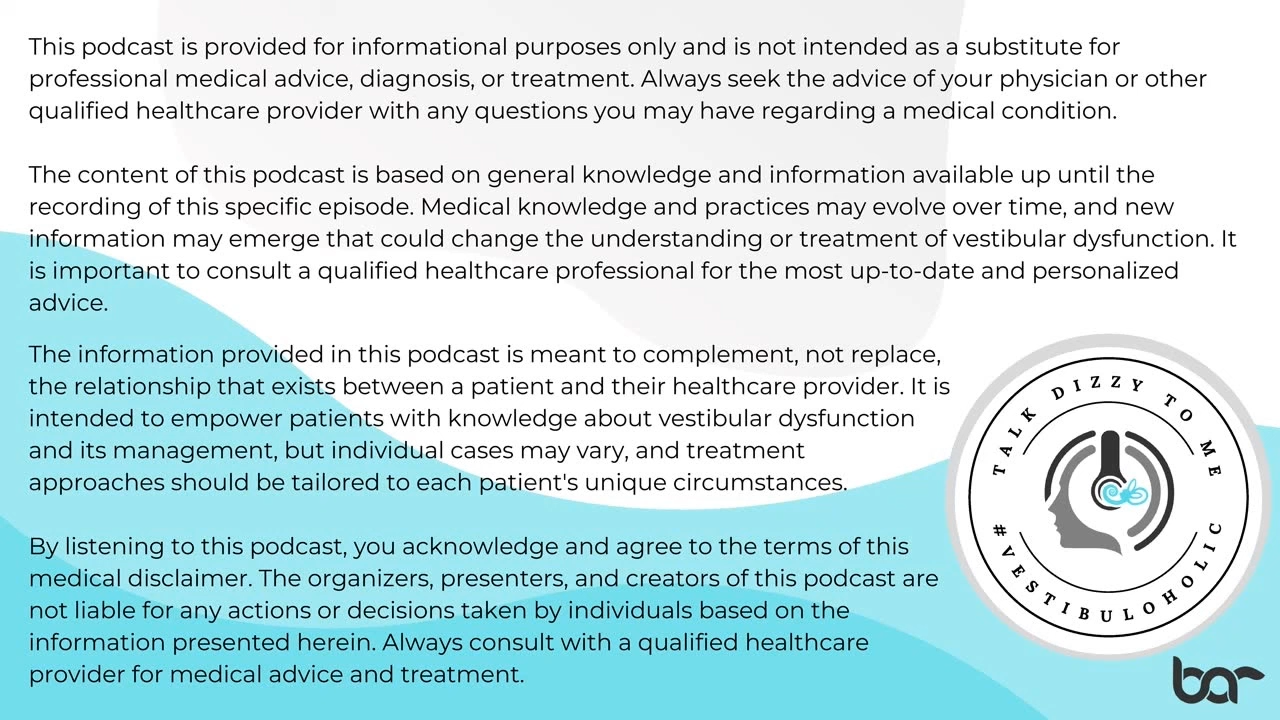 This podcast is provided for informational purposes only and is not intended as a substitute for
professional medical advice, diagnosis, or treatment. Always seek the advice of your physician or other
qualified healthcare provider with any questions you may have regarding a medical condition.
The content of this podcast is based on general knowledge and information available up until the
recording of this specific episode. Medical knowledge and practices may evolve over time, and new
information may emerge that could change the understanding or treatment of vestibular dysfunction. It
is important to consult a qualified healthcare professional for the most up-to-date and personalized
advice.
The information provided in this podcast is meant to complement, not replace,
the relationship that exists between a patient and their healthcare provider. It is
intended to empower patients with knowledge about vestibular dysfunction
and its management, but individual cases may vary, and treatment
approaches should be tailored to each patient's unique circumstances.
By listening to this podcast, you acknowledge and agree to the terms of this
medical disclaimer. The organizers, presenters, and creators of this podcast are
not liable for any actions or decisions taken by individuals based on the
information presented herein. Always consult with a qualified healthcare
provider for medical advice and treatment.
TALK DIZZY TO ME
#VESTIBULOHOLIC
bar